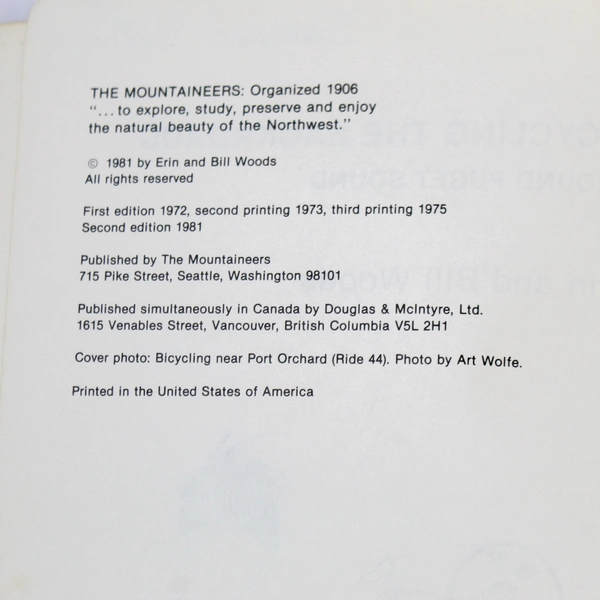 THE MOUNTAINEERS: Organized 1906
"...to explore, study, preserve and enjoy
the natural beauty of the Northwest."
© 1981 by Erin and Bill Woods
All rights reserved
First edition 1972, second printing 1973, third printing 1975
Second edition 1981
Published by The Mountaineers
715 Pike Street, Seattle, Washington 98101
Published simultaneously in Canada by Douglas & McIntyre, Ltd.
1615 Venables Street, Vancouver, British Columbia V5L 2H1
Cover photo: Bicycling near Port Orchard (Ride 44). Photo by Art Wolfe.
Printed in the United States of America